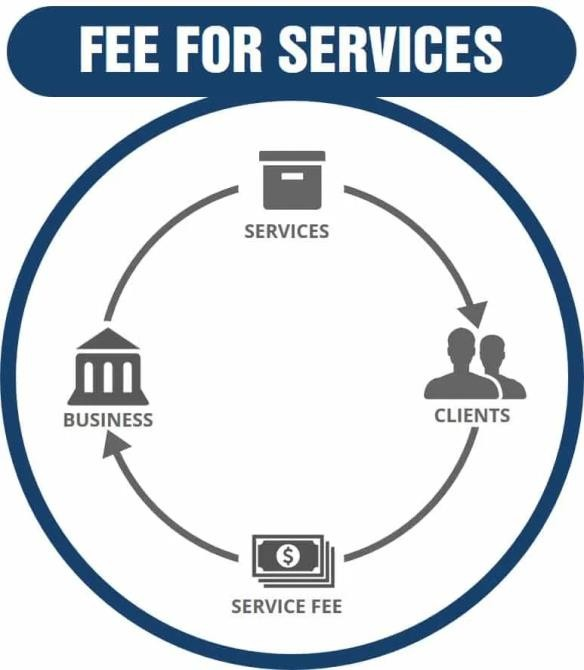 FEE FOR SERVICES
SERVICES
BUSINESS
CLIENTS
$
SERVICE FEE